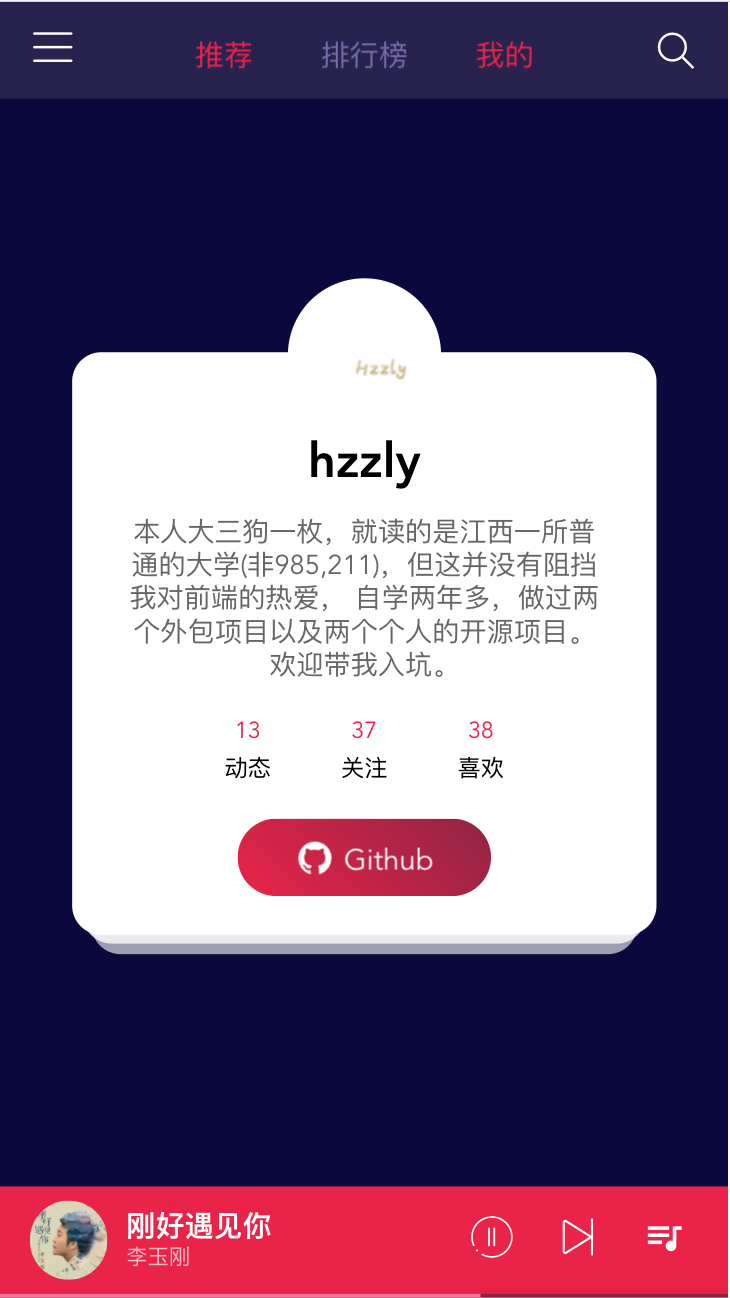 推荐 排行榜 我的
Hzzly
hzzly
本人大三狗一枚，就读的是江西一所普
通的大学(非985,211)，但这并没有阻挡
我对前端的热爱， 自学两年多，做过两
个外包项目以及两个个人的开源项目。
欢迎带我入坑。
13 37 38
动态 关注 喜欢
Github
刚好遇见你
李玉刚